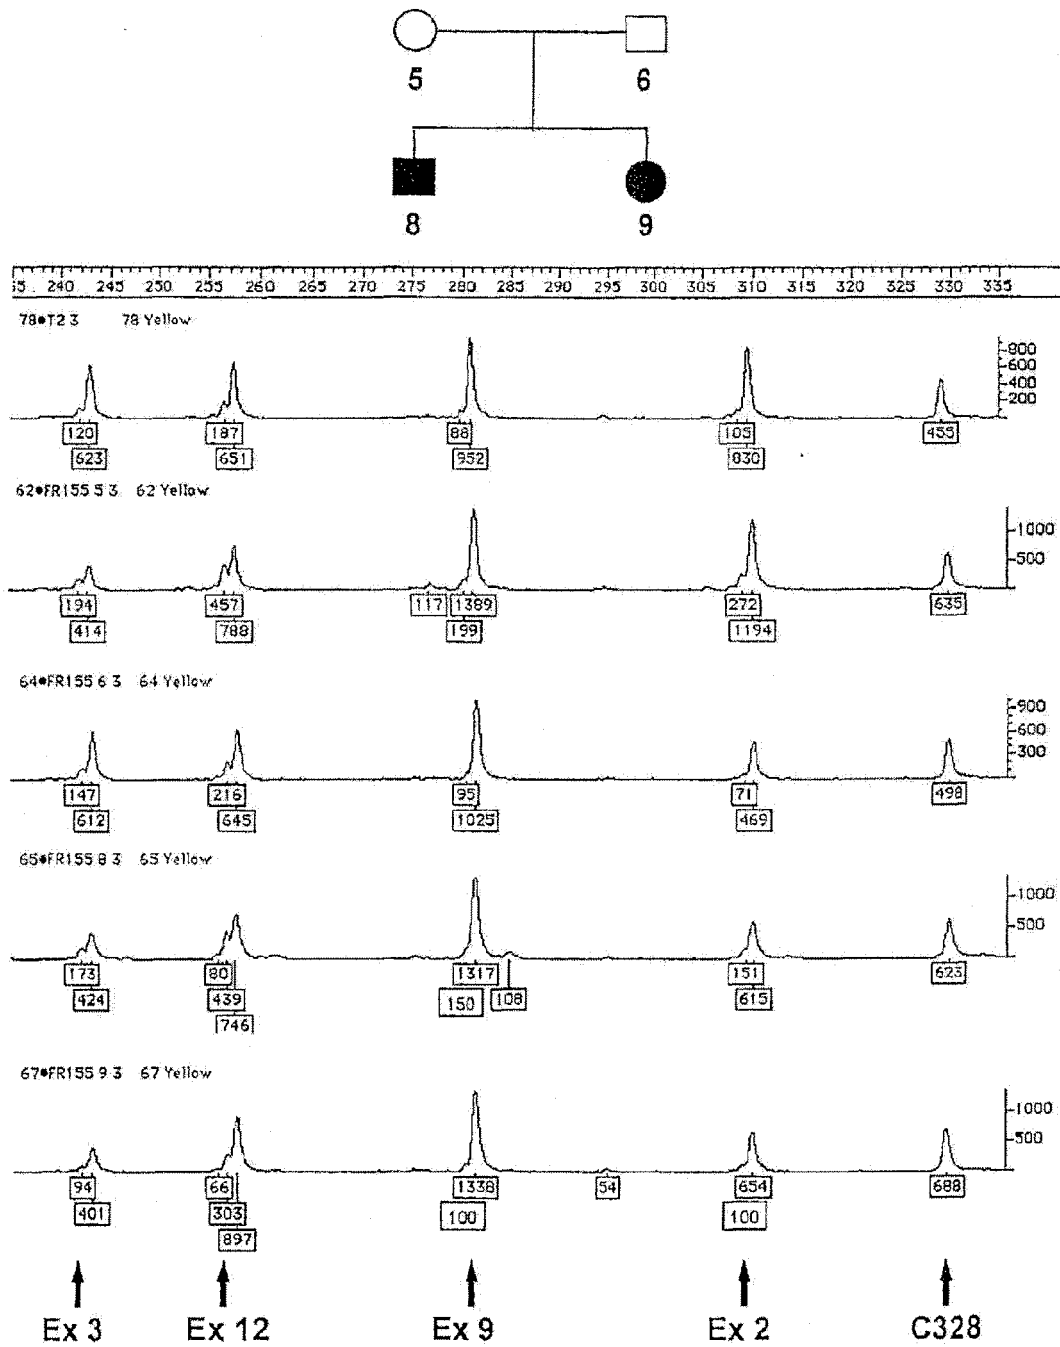 5 6
8 9
35. 240 245 250 255 260 265 270 275 280 285 290 295 300 305 310 315 320 325 330 335
78•T2 3 78 Yellow
800
600
400
200
120 187 88 105 455
623 651 952 830
62•FR155 5 3 62 Yellow
1000
500
194 457 117 1389 272 635
414 788 199 1194
64•FR155 6 3 64 Yellow
900
600
300
147 216 95 71 498
612 645 1025 469
65•FR155 8 3 65 Yellow
1000
500
173 80 1317 151 623
424 439 150 108 615
746
67•FR155 9 3 67 Yellow
1000
500
94 66 1338 54 654 688
401 303 100 100
897
Ex 3 Ex 12 Ex 9 Ex 2 C328